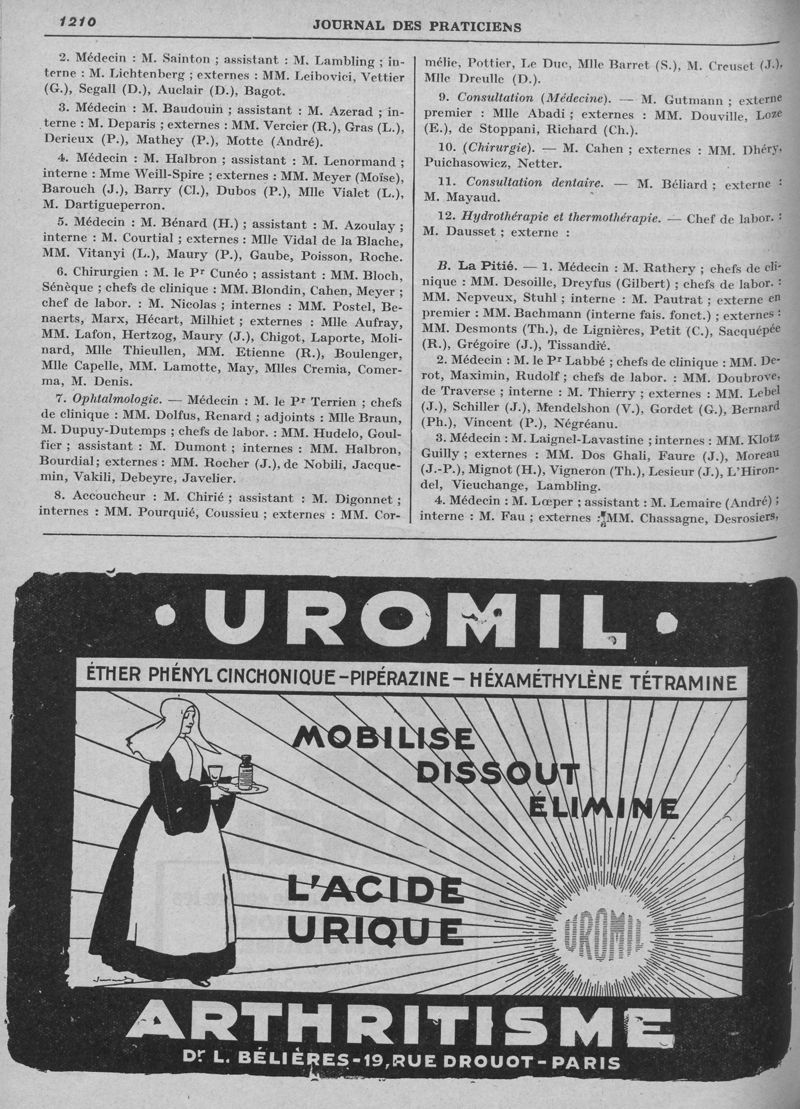 1210
JOURNAL DES PRATICIENS
2. Médecin : M. Sainton ; assistant : M. Lambling ; in-
terne : M. Lichtenberg ; externes : MM. Leibovici, Vettier
(G.), Segall (D.), Auclair (D.), Bagot.
3. Médecin : M. Baudouin ; assistant : M. Azerad ; in-
terne : M. Deparis ; externes : MM. Vercier (R.), Gras (L.),
Derieux (P.), Mathey (P.), Motte (André).
4. Médecin : M. Halbron ; assistant : M. Lenormand ;
interne : Mme Weill-Spire ; externes : MM. Meyer (Moïse),
Barouch (J.), Barry (Cl.), Dubos (P.), Mlle Vialet (L.),
M. Dartigueperron.
5. Médecin : M. Bénard (H.) ; assistant : M. Azoulay ;
interne : M. Courtial ; externes : Mlle Vidal de la Blache,
MM. Vitanyi (L.), Maury (P.), Gaube, Poisson, Roche.
6. Chirurgien : M. le Pr Cunéo ; assistant : MM. Bloch,
Sénèque ; chefs de clinique : MM. Blondin, Cahen, Meyer ;
chef de labor. : M. Nicolas ; internes : MM. Postel, Be-
naerts, Marx, Hécart, Milhiet ; externes : Mlle Aufray,
MM. Lafon, Hertzog, Maury (J.), Chigot, Laporte, Moli-
nard, Mlle Thieullen, MM. Etienne (R.), Boulenger,
Mlle Capelle, MM. Lamotte, May, Mlles Cremia, Comer-
ma, M. Denis.
7. Ophtalmologie. — Médecin : M. le Pr Terrien ; chefs
de clinique : MM. Dolfus, Renard ; adjoints : Mlle Braun,
M. Dupuy-Dutemps ; chefs de labor. : MM. Hudelo, Goul-
fier ; assistant : M. Dumont ; internes : MM. Halbron,
Bourdial ; externes : MM. Rocher (J.), de Nobili, Jacque-
min, Vakili, Debeyre, Javelier.
8. Accoucheur : M. Chirié ; assistant : M. Digonnet ;
internes : MM. Pourquié, Coussieu ; externes : MM. Cor-
mélie, Pottier, Le Duc, Mlle Barret (S.), M. Creuset (J.),
Mlle Dreulle (D.).
9. Consultation (Médecine). — M. Gutmann ; externe
premier : Mlle Abadi ; externes : MM. Douville, Loze
(E.), de Stoppani, Richard (Ch.).
10. (Chirurgie). — M. Cahen ; externes : MM. Dhéry,
Puichasowicz, Netter.
11. Consultation dentaire. — M. Béliard ; externe :
M. Mayaud.
12. Hydrothérapie et thermothérapie. — Chef de labor. :
M. Dausset ; externe :
B. La Pitié. — 1. Médecin : M. Rathery ; chefs de cli-
nique : MM. Desoille, Dreyfus (Gilbert) ; chefs de labor. :
MM. Nepveux, Stuhl ; interne : M. Pautrat ; externe en
premier : MM. Bachmann (interne fais. fonct.) ; externes :
MM. Desmonts (Th.), de Lignières, Petit (C.), Sacquépée
(R.), Grégoire (J.), Tissandré.
2. Médecin : M. le Pr Labbé ; chefs de clinique : MM. De-
rot, Maximin, Rudolf ; chefs de labor. : MM. Doubrove,
de Traverse ; interne : M. Thierry ; externes : MM. Lebel
(J.), Schiller (J.), Mendelshon (V.), Gordet (G.), Bernard
(Ph.), Vincent (P.), Négréanu.
3. Médecin : M. Laignel-Lavastine ; internes : MM. Klotz
Guilly ; externes : MM. Dos Ghali, Faure (J.), Moreau
(J.-P.), Mignot (H.), Vigneron (Th.), Lesieur (J.), L'Hiron-
del, Vieuchange, Lambling.
4. Médecin : M. Lœper ; assistant : M. Lemaire (André) ;
interne : M. Fau ; externes : MM. Chassagne, Desrosiers,
• UROMIL •
ÉTHER PHÉNYL CINCHONIQUE – PIPÉRAZINE – HÉXAMÉTHYLÈNE TÉTRAMINE
MOBILISE
DISSOUT
ÉLIMINE
L'ACIDE
URIQUE
UROMIL
ARTHRITISME
Dr L. BÉLIÈRES - 19, RUE DROUOT - PARIS